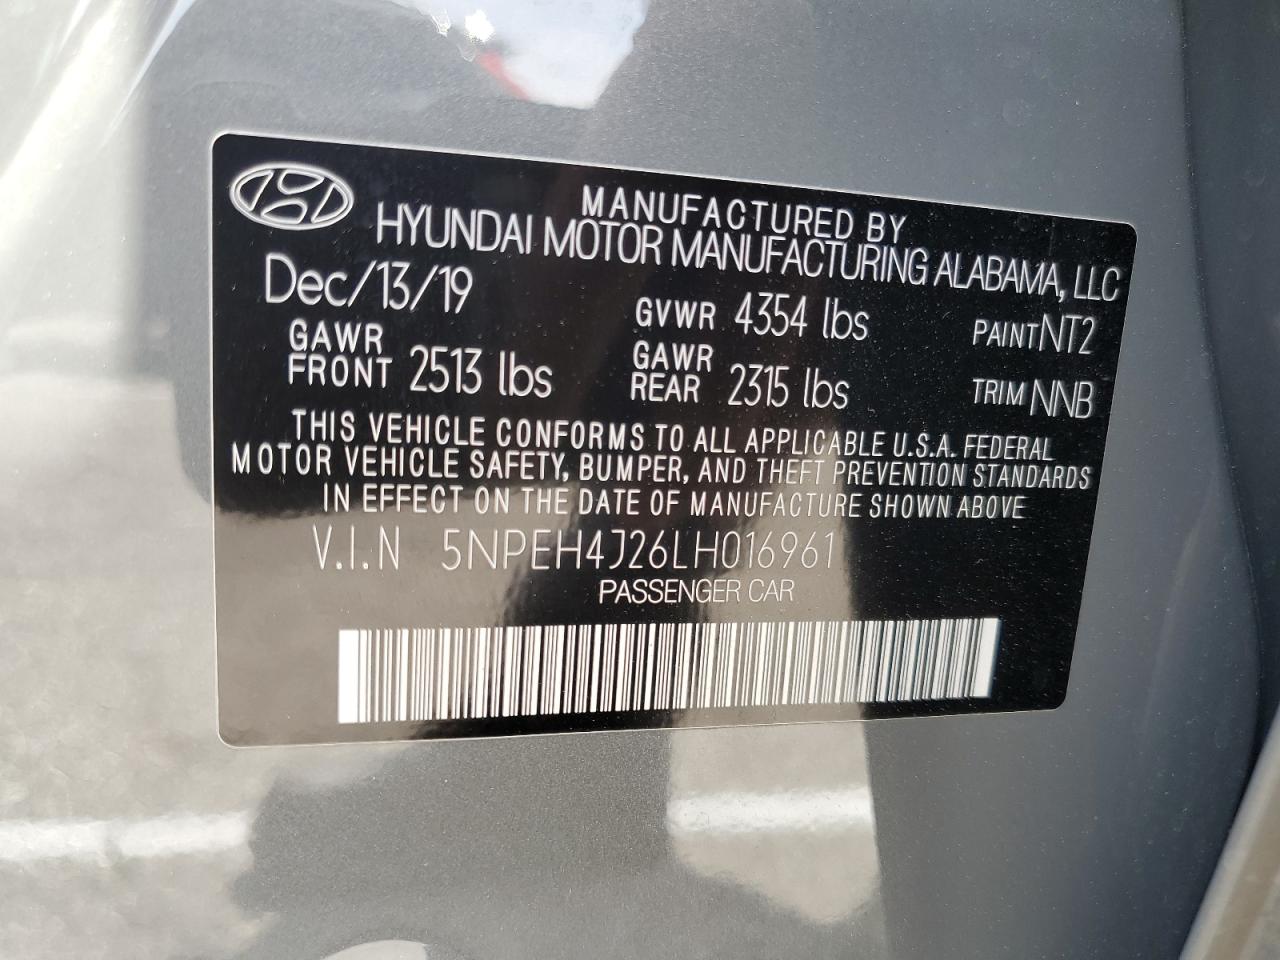 MANUFACTURED BY
HYUNDAI MOTOR MANUFACTURING ALABAMA, LLC
Dec/13/19 GVWR 4354 lbs PAINT NT2
GAWR FRONT 2513 lbs GAWR REAR 2315 lbs TRIM NNB
THIS VEHICLE CONFORMS TO ALL APPLICABLE U.S.A. FEDERAL
MOTOR VEHICLE SAFETY, BUMPER, AND THEFT PREVENTION STANDARDS
IN EFFECT ON THE DATE OF MANUFACTURE SHOWN ABOVE
V.I.N 5NPEH4J26LH016961
PASSENGER CAR